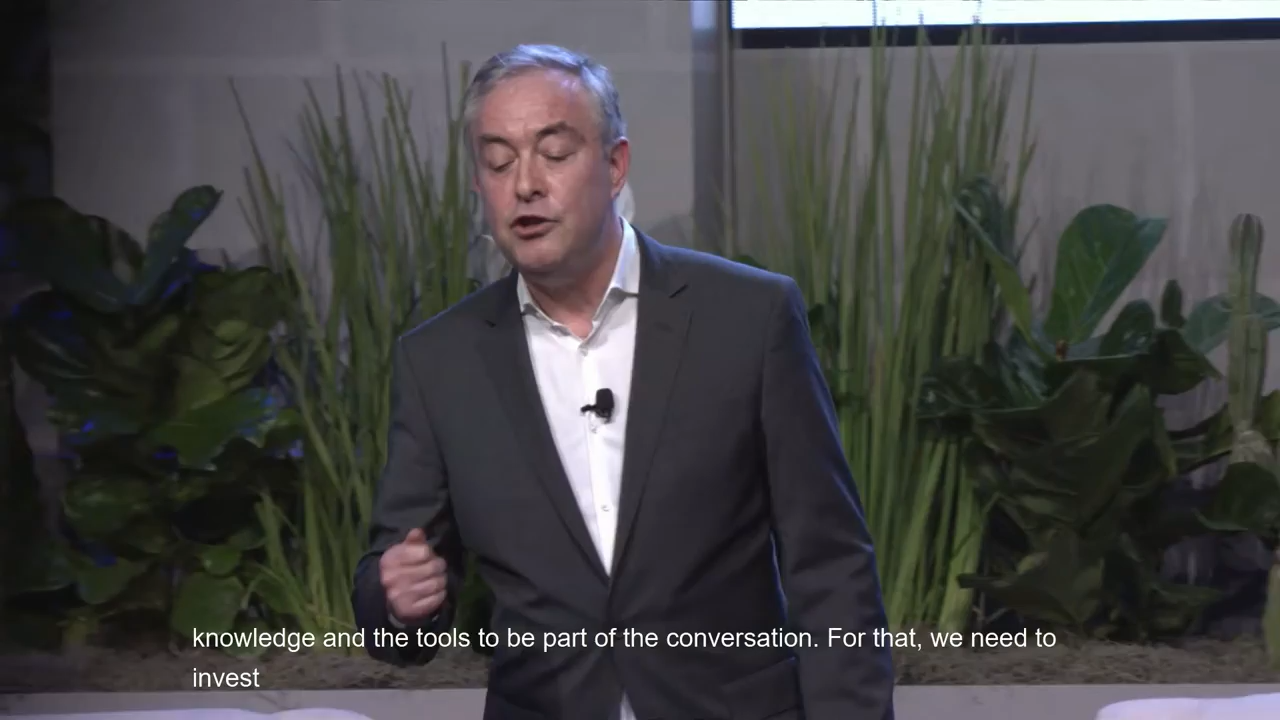 knowledge and the tools to be part of the conversation. For that, we need to
invest